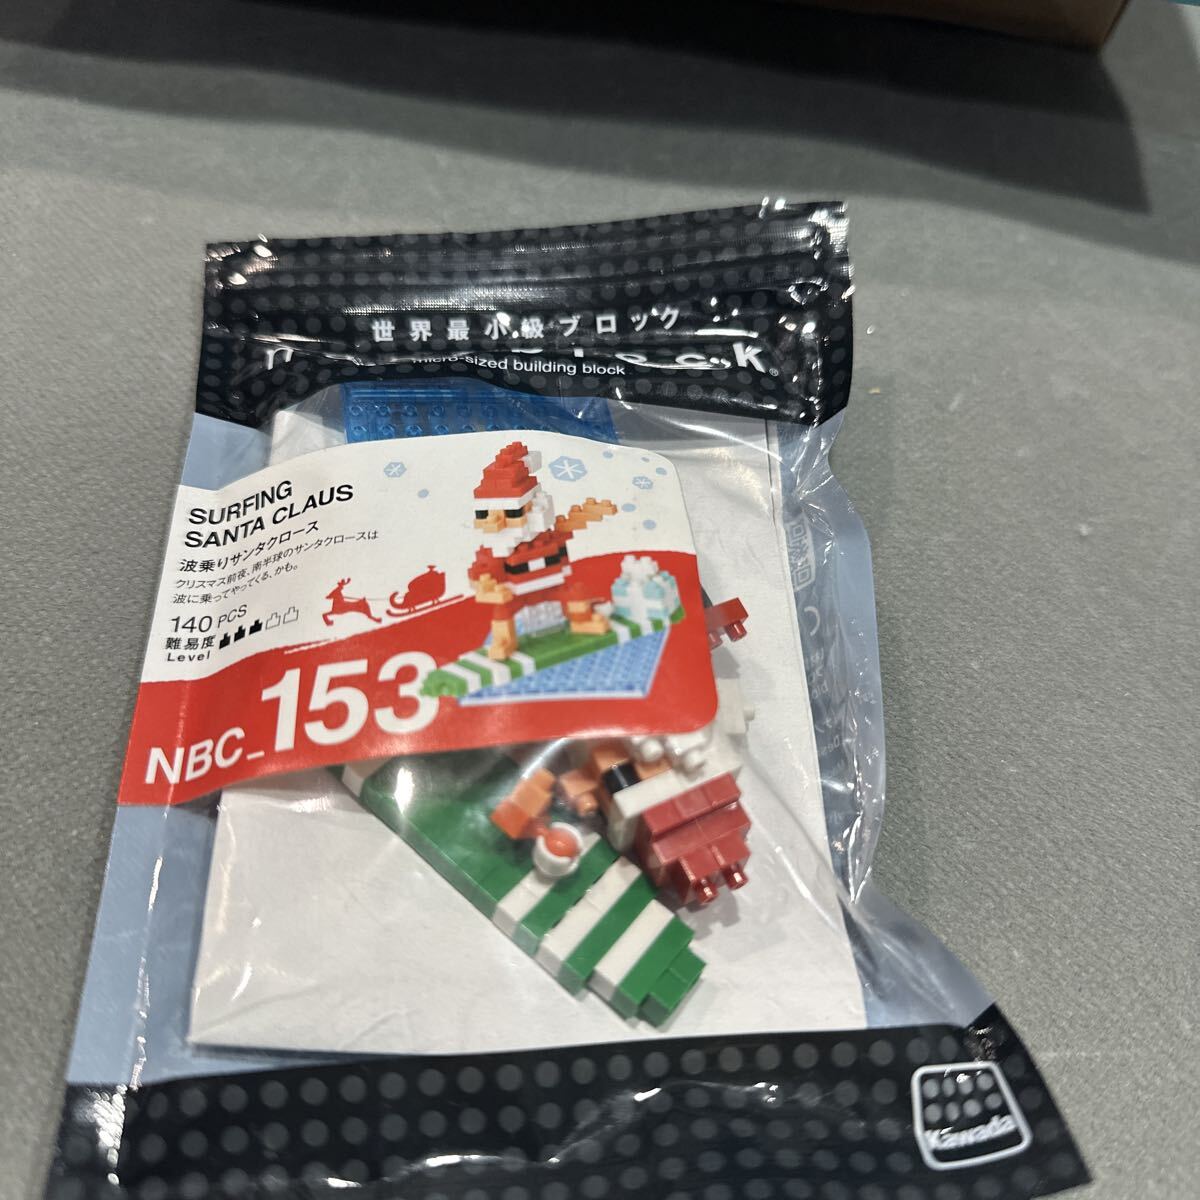 世界最小級ブロック
micro-sized building block
SURFING
SANTA CLAUS
波乗りサンタクロース
クリスマス前夜、南半球のサンタクロースは
波に乗ってやってくる、かも。
140 PCS
難易度
Level
NBC_153
Kawada